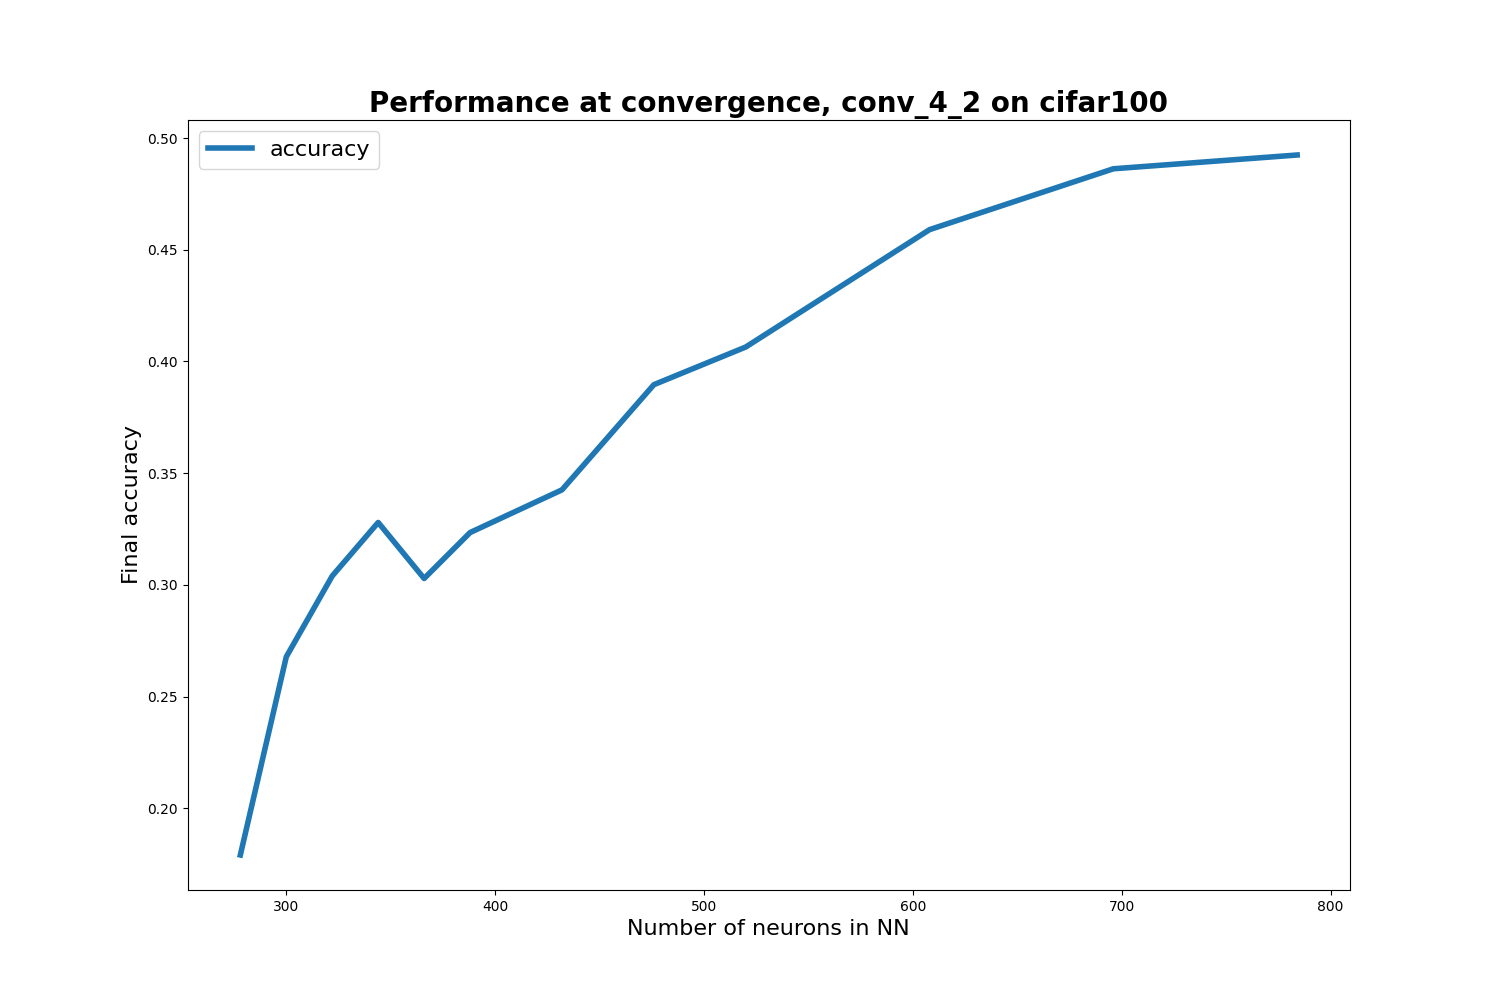 Performance at convergence, conv_4_2 on cifar100
accuracy
0.50
0.45
0.40
0.35
0.30
0.25
0.20
Final accuracy
300 400 500 600 700 800
Number of neurons in NN